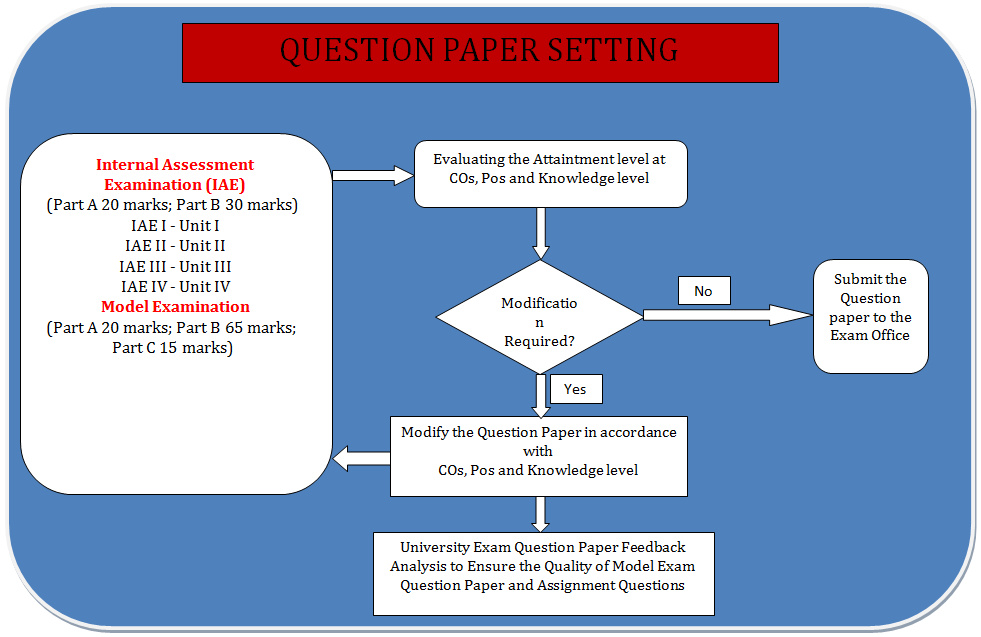 QUESTION PAPER SETTING
Internal Assessment
Examination (IAE)
(Part A 20 marks; Part B 30 marks)
IAE I - Unit I
IAE II - Unit II
IAE III - Unit III
IAE IV - Unit IV
Model Examination
(Part A 20 marks; Part B 65 marks;
Part C 15 marks)
Evaluating the Attaintment level at
COs, Pos and Knowledge level
Modificatio
n
Required?
No
Submit the
Question
paper to the
Exam Office
Yes
Modify the Question Paper in accordance
with
COs, Pos and Knowledge level
University Exam Question Paper Feedback
Analysis to Ensure the Quality of Model Exam
Question Paper and Assignment Questions